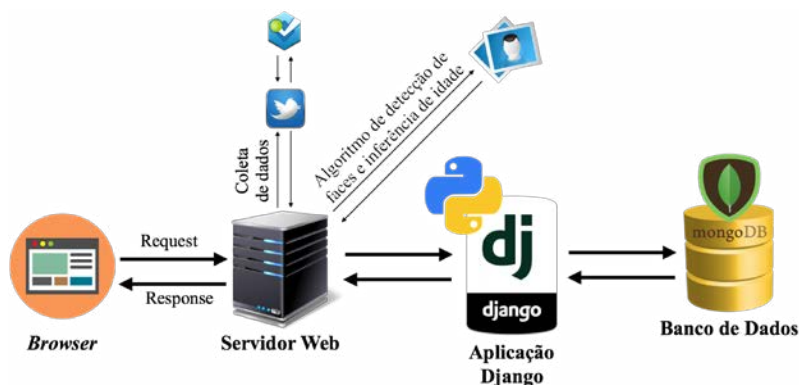 Coleta
de dados
Algoritmo de detecção de
faces e inferência de idade
Request
Response
Browser
Servidor Web
dj
django
Aplicação
Django
mongoDB
Banco de Dados